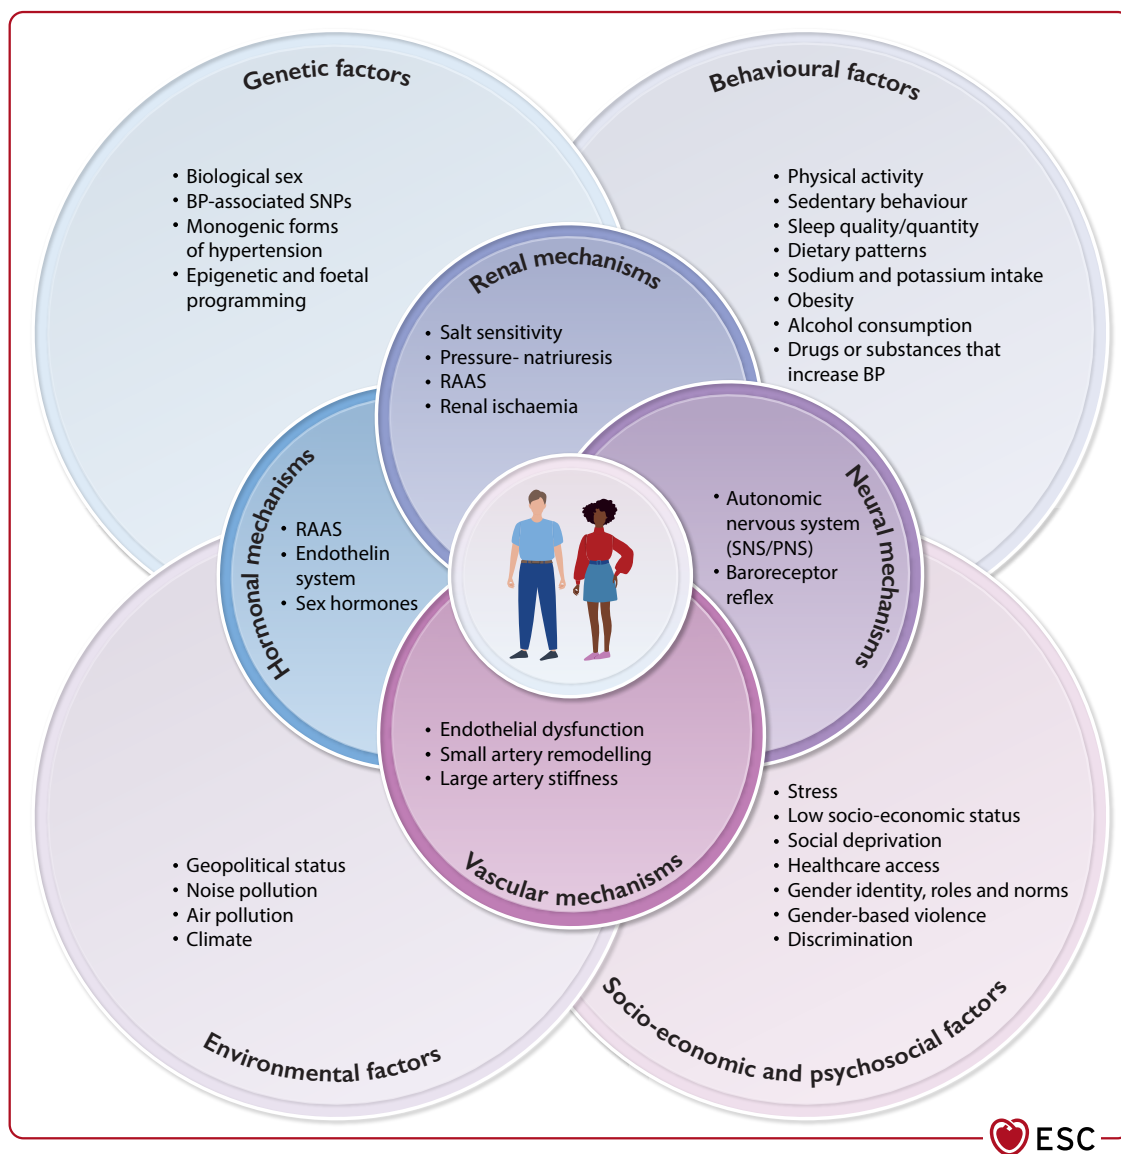 Genetic factors
• Biological sex
• BP-associated SNPs
• Monogenic forms
of hypertension
• Epigenetic and foetal
programming
Behavioural factors
• Physical activity
• Sedentary behaviour
• Sleep quality/quantity
• Dietary patterns
• Sodium and potassium intake
• Obesity
• Alcohol consumption
• Drugs or substances that
increase BP
Renal mechanisms
• Salt sensitivity
• Pressure- natriuresis
• RAAS
• Renal ischaemia
Hormonal mechanisms
• RAAS
• Endothelin
system
• Sex hormones
Neural mechanisms
• Autonomic
nervous system
(SNS/PNS)
• Baroreceptor
reflex
• Endothelial dysfunction
• Small artery remodelling
• Large artery stiffness
Vascular mechanisms
• Geopolitical status
• Noise pollution
• Air pollution
• Climate
Environmental factors
• Stress
• Low socio-economic status
• Social deprivation
• Healthcare access
• Gender identity, roles and norms
• Gender-based violence
• Discrimination
Socio-economic and psychosocial factors
ESC